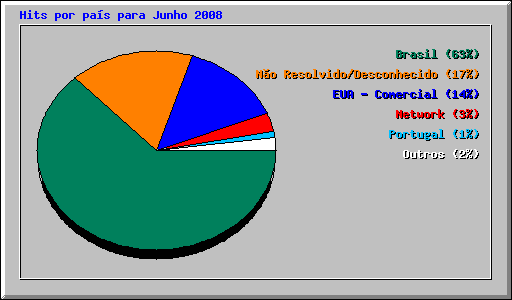 Hits por país para Junho 2008
Brasil (63%)
Não Resolvido/Desconhecido (17%)
EUA - Comercial (14%)
Network (3%)
Portugal (1%)
Outros (2%)